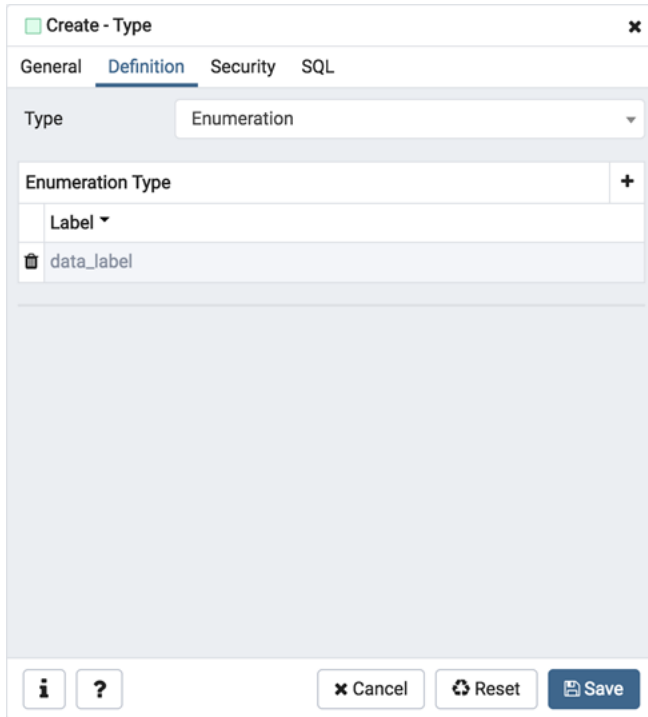 Create - Type
General Definition Security SQL
Type Enumeration
Enumeration Type
Label
data_label
i ? Cancel Reset Save